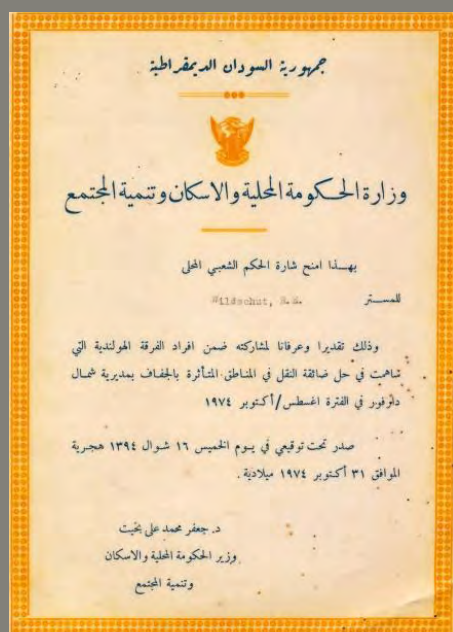 جمهورية السودان الديمقراطية
وزارة الحكومة المحلية والاسكان وتنمية المجتمع
بهذا امنح شارة الحكم الشعبي المحلى
للمستر Wildschut, H.H.
وذلك تقديرا وعرفانا لمشاركته ضمن افراد الفرقة الهولندية التي
ساهمت في حل ضائقة النقل في المناطق المتأثرة بالجفاف بمديرية شمال
دارفور في الفترة اغسطس/أكتوبر ١٩٧٤
صدر تحت توقيعي في يوم الخميس ١٦ شوال ١٣٩٤ هجرية
الموافق ٣١ أكتوبر ١٩٧٤ ميلادية .
د. جعفر محمد على بخيت
وزير الحكومة المحلية والاسكان
وتنمية المجتمع